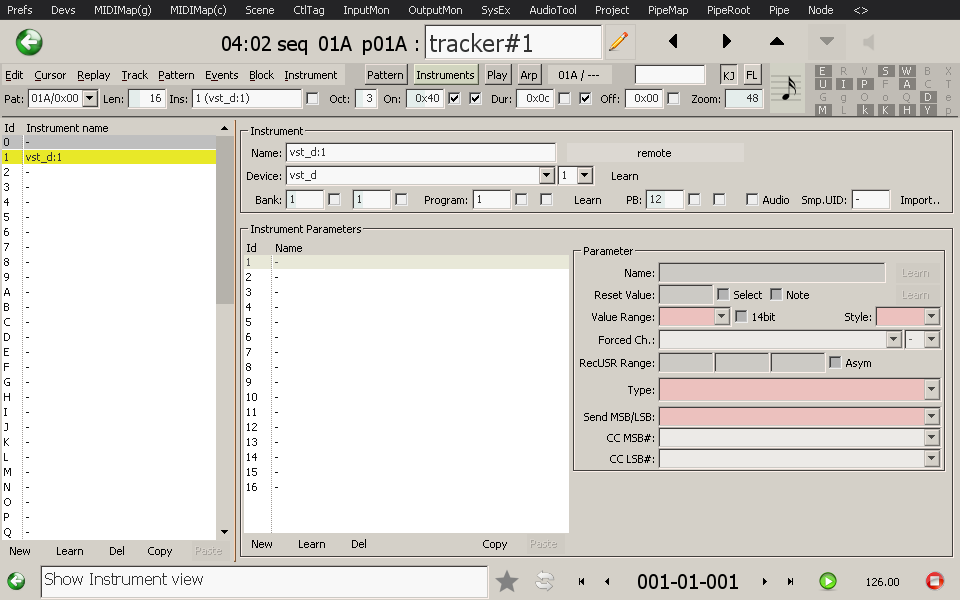 Prefs Devs MIDIMap(g) MIDIMap(c) Scene CtlTag InputMon OutputMon SysEx AudioTool Project PipeMap PipeRoot Pipe Node <>
04:02 seq 01A p01A : tracker#1
Edit Cursor Replay Track Pattern Events Block Instrument Pattern Instruments Play Arp 01A / --- KJ FL
E R V S W B X
U I P F A C T
G g o Q D e
M L k K H Y p
Pat: 01A/0x00 Len: 16 Ins: 1 (vst_d:1) Oct: 3 On: 0x40 Dur: 0x0c Off: 0x00 Zoom: 48
Id Instrument name
0 -
1 vst_d:1
2 -
3 -
4 -
5 -
6 -
7 -
8 -
9 -
A -
B -
C -
D -
E -
F -
G -
H -
I -
J -
K -
L -
M -
N -
O -
P -
Q -
New Learn Del Copy Paste
Instrument
Name: vst_d:1 remote
Device: vst_d 1 Learn
Bank: 1 1 Program: 1 Learn PB: 12 Audio Smp.UID: - Import..
Instrument Parameters
Id Name
1 -
2 -
3 -
4 -
5 -
6 -
7 -
8 -
9 -
10 -
11 -
12 -
13 -
14 -
15 -
16 -
New Learn Del Copy Paste
Parameter
Name: Learn
Reset Value: Select Note Learn
Value Range: 14bit Style:
Forced Ch.: -
RecUSR Range: Asym
Type:
Send MSB/LSB:
CC MSB#:
CC LSB#:
Show Instrument view 001-01-001 126.00